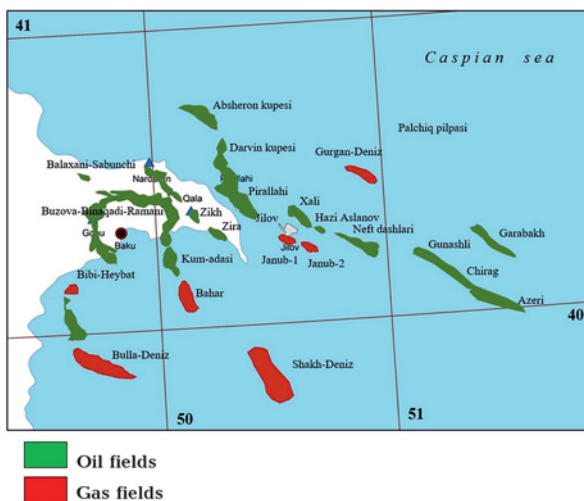 41
Caspian sea
Absheron kupesi
Palchiq pilpasi
Darvin kupesi
Gurgan-Deniz
Balaxani-Sabunchi
Pirallahi
Qala
Xali
Buzova-Binaqadi-Ramani
Zikh
Jilov
Hazi Aslanov
Neft dashlari
Garabakh
Zira
Gunashli
Baku
Jilov
Kum-adasi
Janub-1
Janub-2
Chirag
Bibi-Heybat
Bahar
Azeri
40
Bulla-Deniz
Shakh-Deniz
50
51
Oil fields
Gas fields